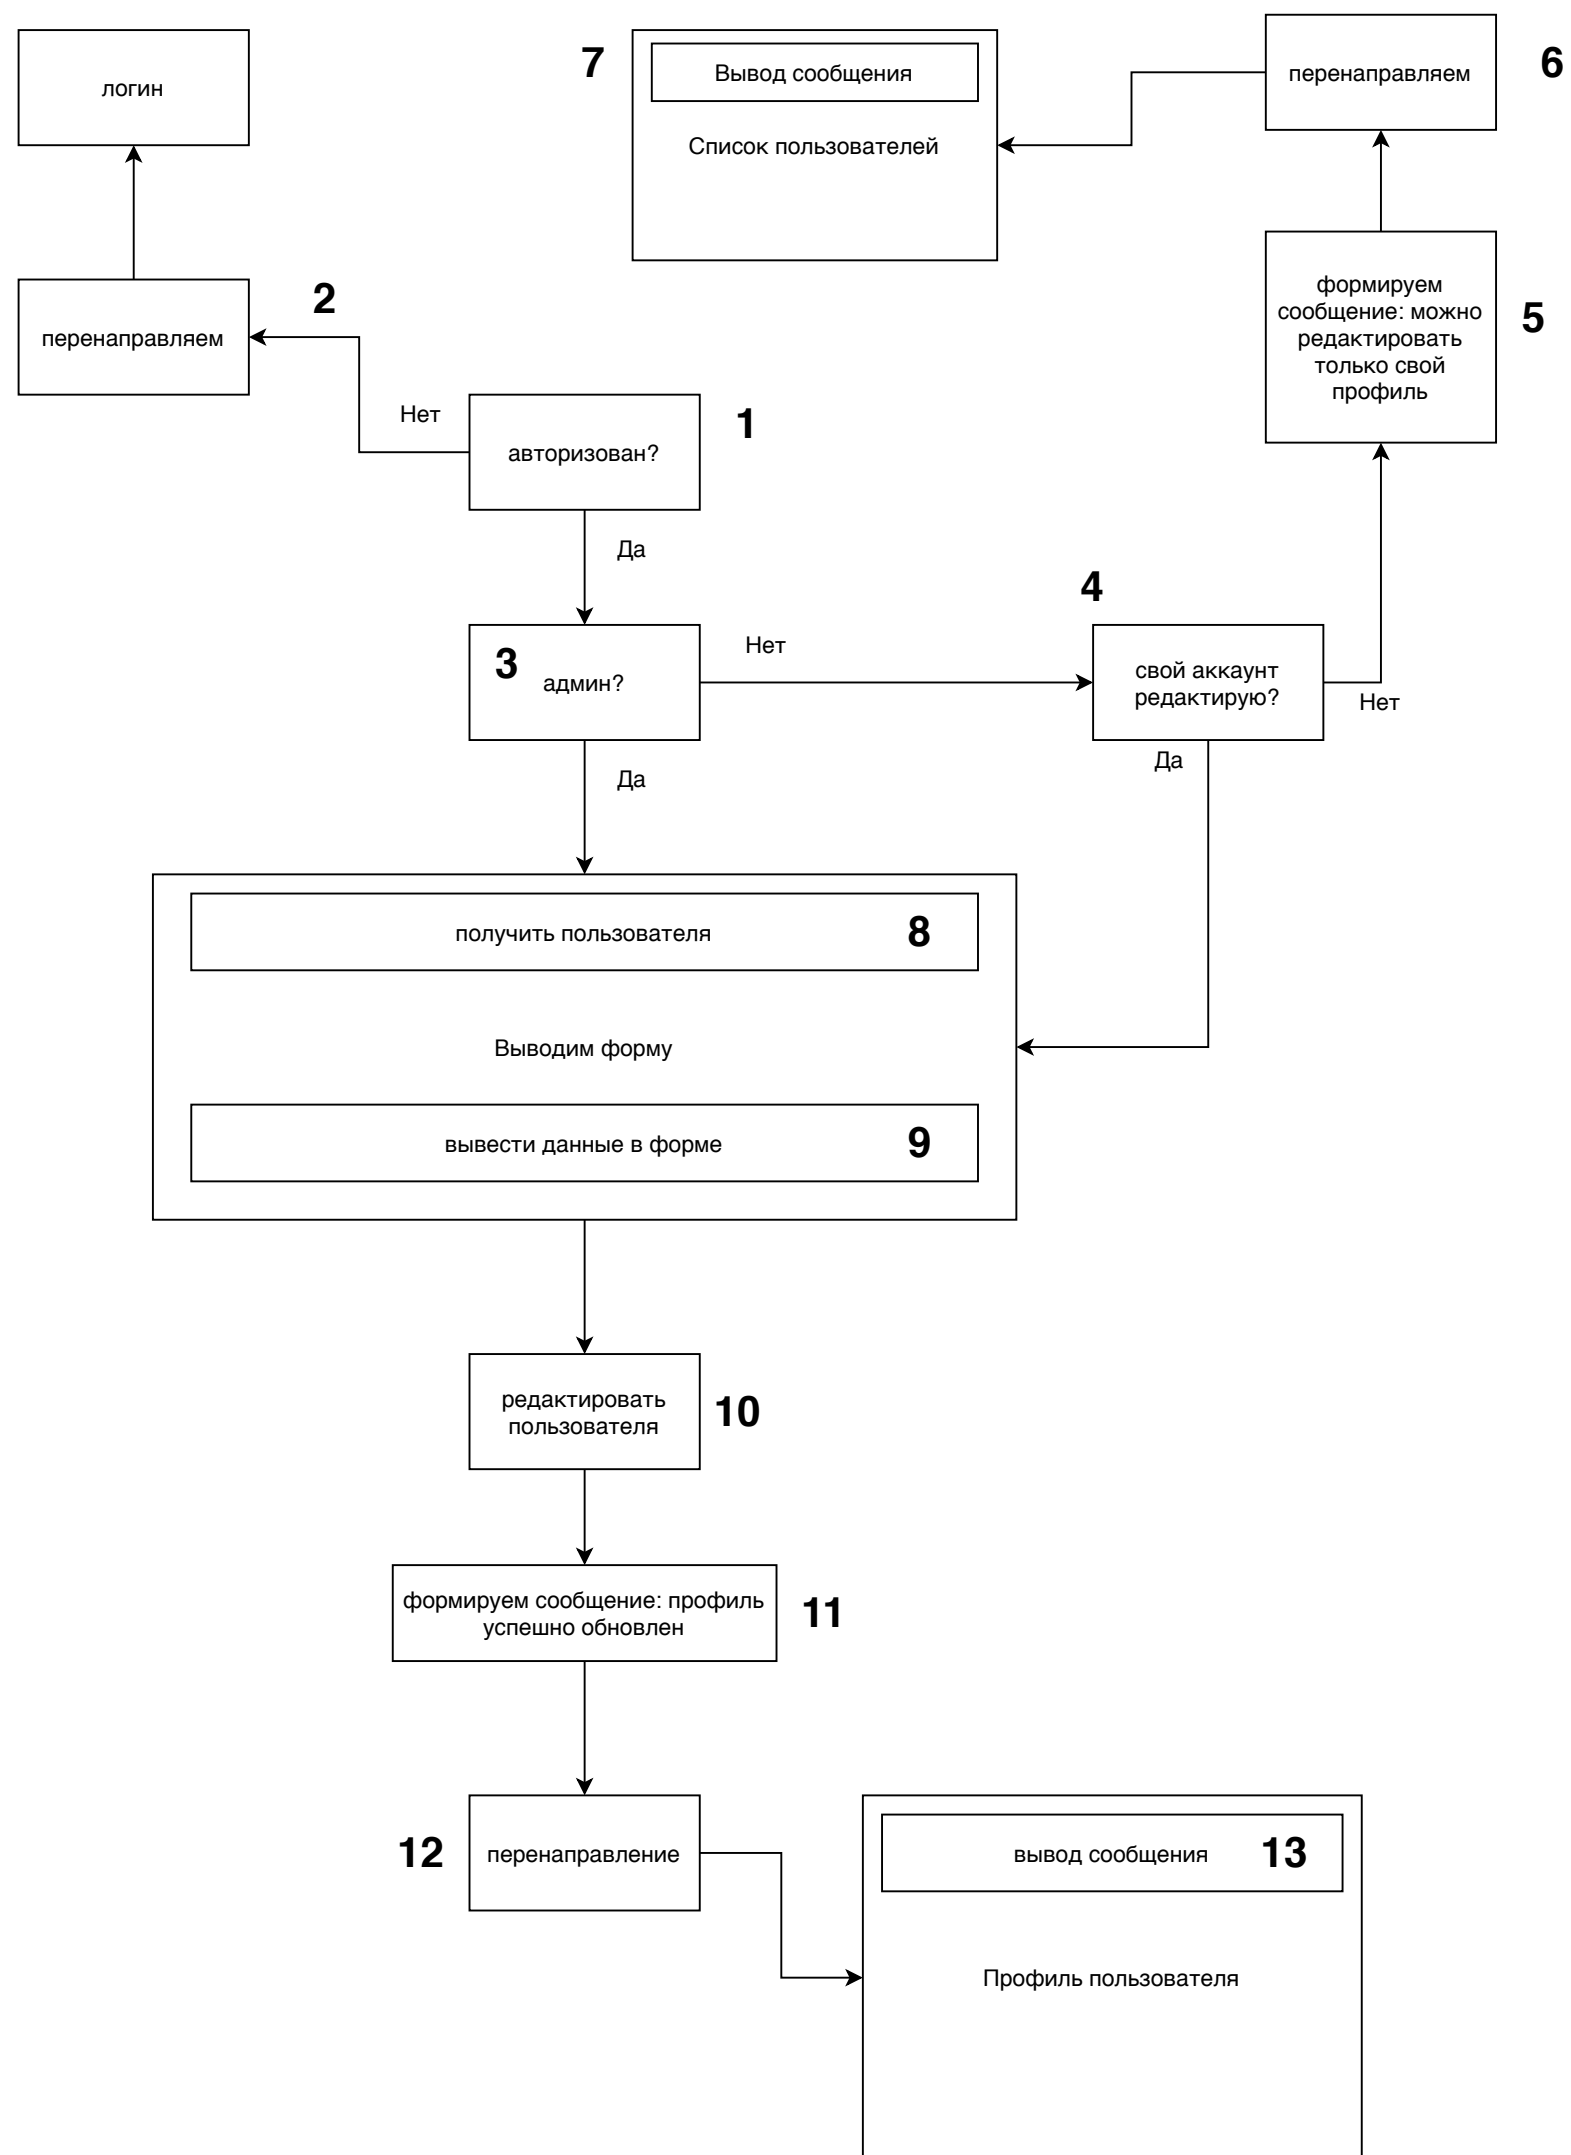 логин
7
Вывод сообщения
Список пользователей
перенаправляем
6
перенаправляем
2
формируем
сообщение: можно
редактировать
только свой
профиль
5
Нет
авторизован?
1
Да
3
админ?
Нет
4
свой аккаунт
редактирую?
Нет
Да
Да
получить пользователя
8
Выводим форму
вывести данные в форме
9
редактировать
пользователя
10
формируем сообщение: профиль
успешно обновлен
11
12
перенаправление
вывод сообщения
13
Профиль пользователя